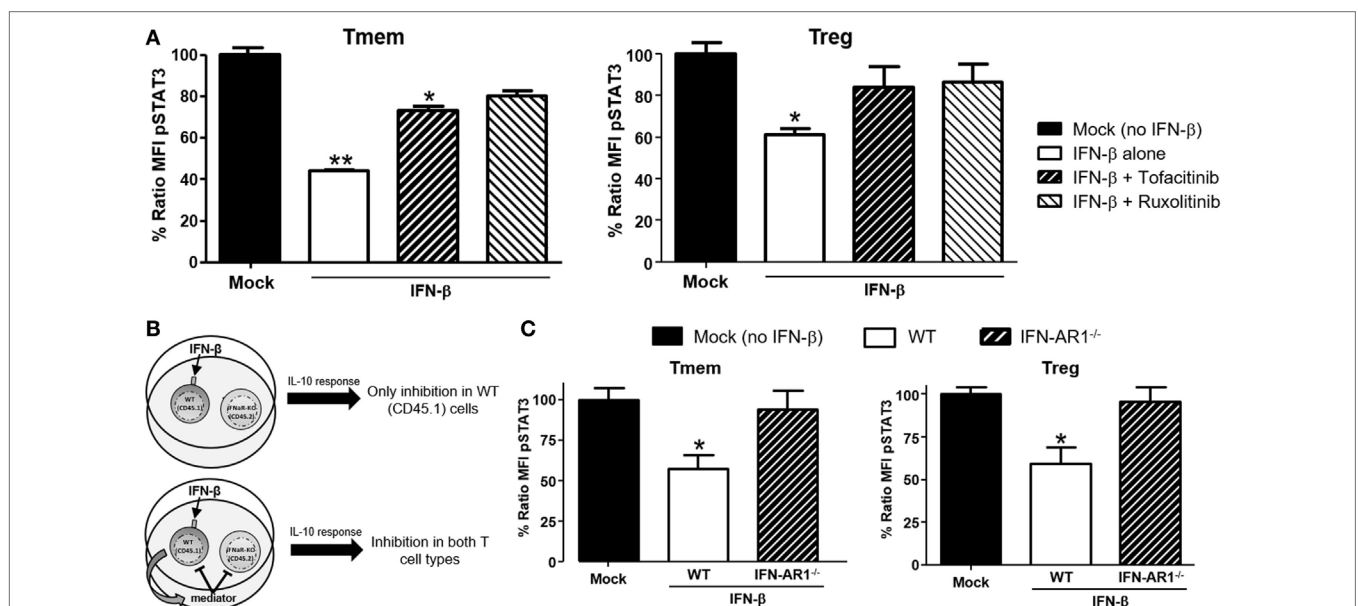 A
Tmem
% Ratio MFI pSTAT3
100
80
60
40
20
0
**
*
Mock
IFN-β
Treg
% Ratio MFI pSTAT3
100
80
60
40
20
0
*
Mock
IFN-β
Mock (no IFN-β)
IFN-β alone
IFN-β + Tofacitinib
IFN-β + Ruxolitinib
B
IFN-β
WT
(CD45.1)
IFNaR-KO
(CD45.2)
IL-10 response
Only inhibition in WT
(CD45.1) cells
IFN-β
WT
(CD45.1)
IFNaR-KO
(CD45.2)
mediator
IL-10 response
Inhibition in both T
cell types
C
Mock (no IFN-β)
WT
IFN-AR1-/-
Tmem
% Ratio MFI pSTAT3
100
75
50
25
0
*
Mock
WT
IFN-AR1-/-
IFN-β
Treg
% Ratio MFI pSTAT3
100
75
50
25
0
*
Mock
WT
IFN-AR1-/-
IFN-β